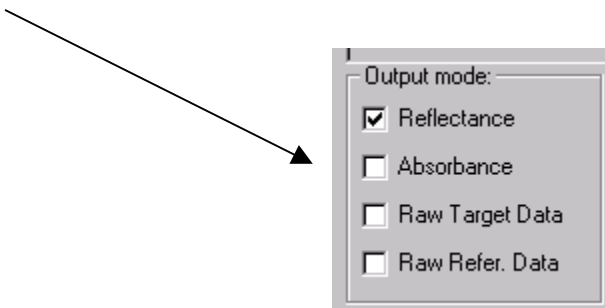 Output mode:
Reflectance
Absorbance
Raw Target Data
Raw Refer. Data